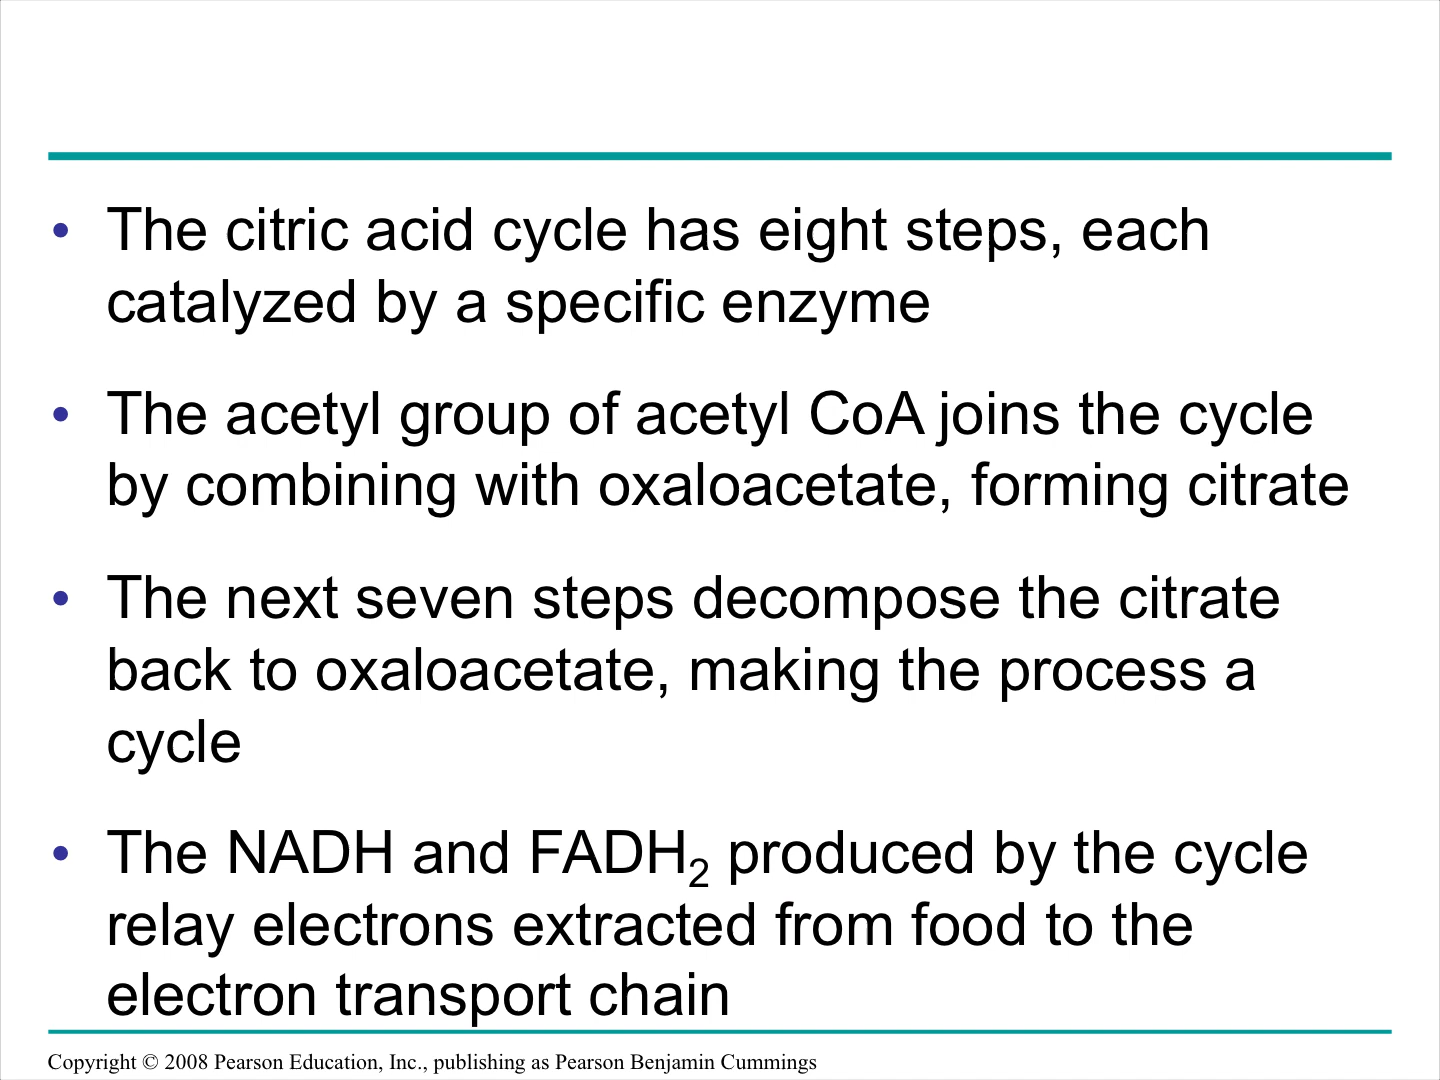 • The citric acid cycle has eight steps, each
catalyzed by a specific enzyme
• The acetyl group of acetyl CoA joins the cycle
by combining with oxaloacetate, forming citrate
• The next seven steps decompose the citrate
back to oxaloacetate, making the process a
cycle
• The NADH and FADH₂ produced by the cycle
relay electrons extracted from food to the
electron transport chain
Copyright © 2008 Pearson Education, Inc., publishing as Pearson Benjamin Cummings